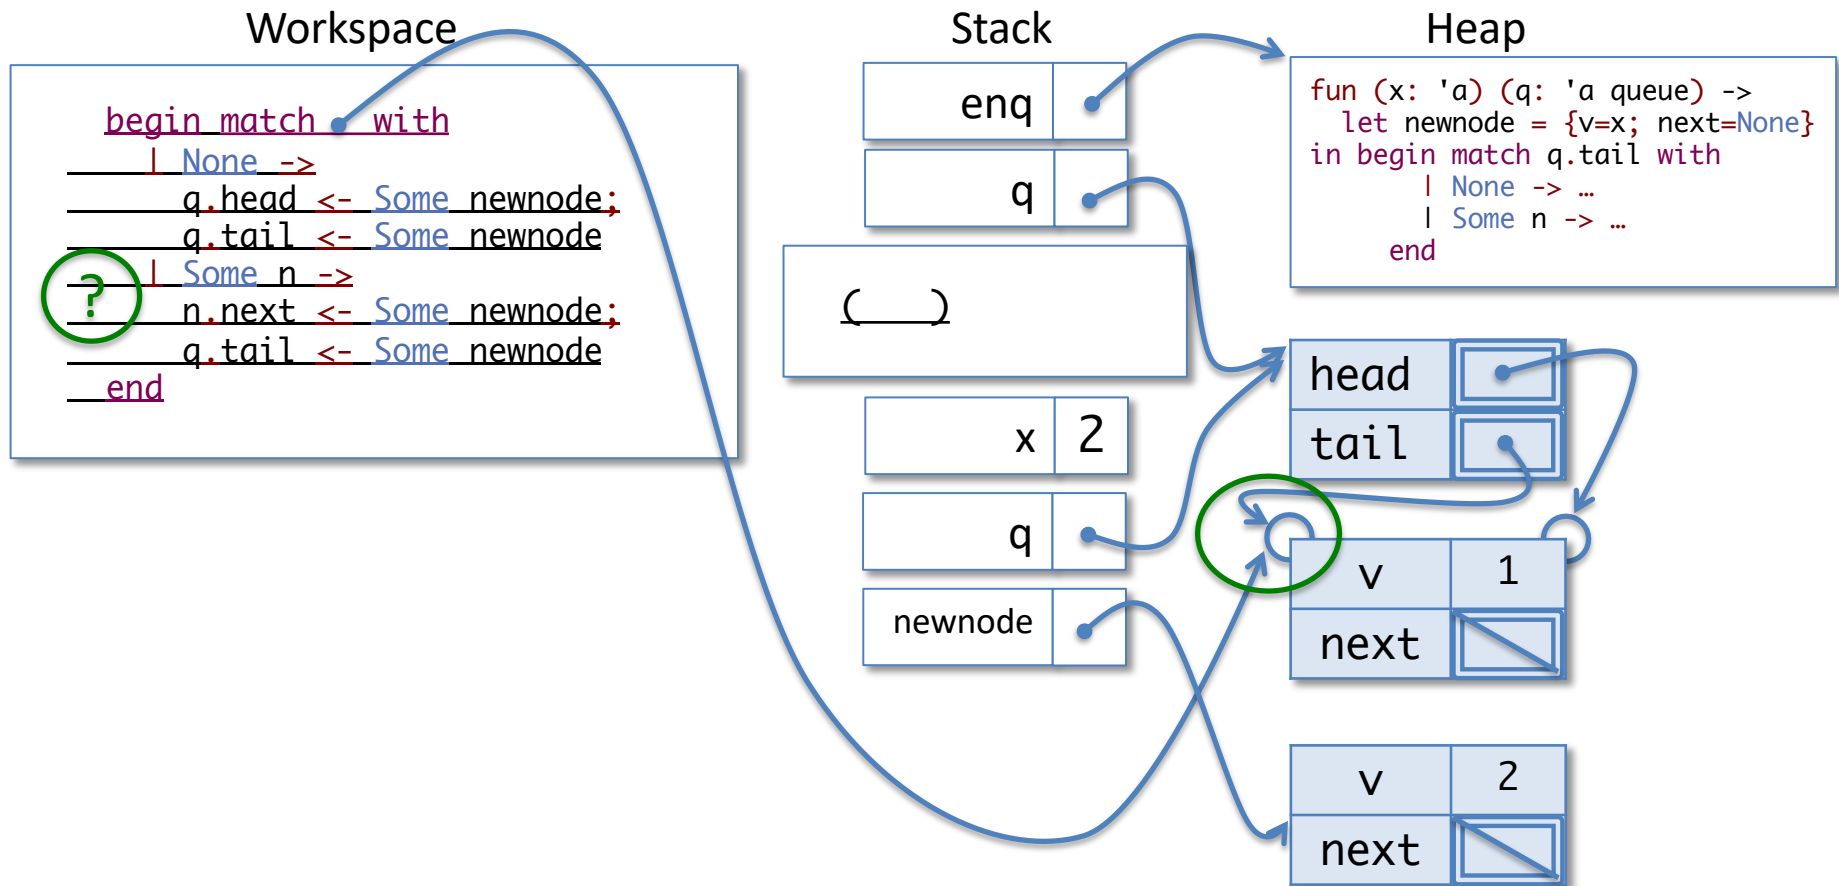 Workspace
begin match with
| None ->
q.head <- Some newnode;
q.tail <- Some newnode
| Some n ->
?
n.next <- Some newnode;
q.tail <- Some newnode
end
Stack
enq
q
( )
x 2
q
newnode
Heap
fun (x: 'a) (q: 'a queue) ->
let newnode = {v=x; next=None}
in begin match q.tail with
| None -> …
| Some n -> …
end
head
tail
v 1
next
v 2
next